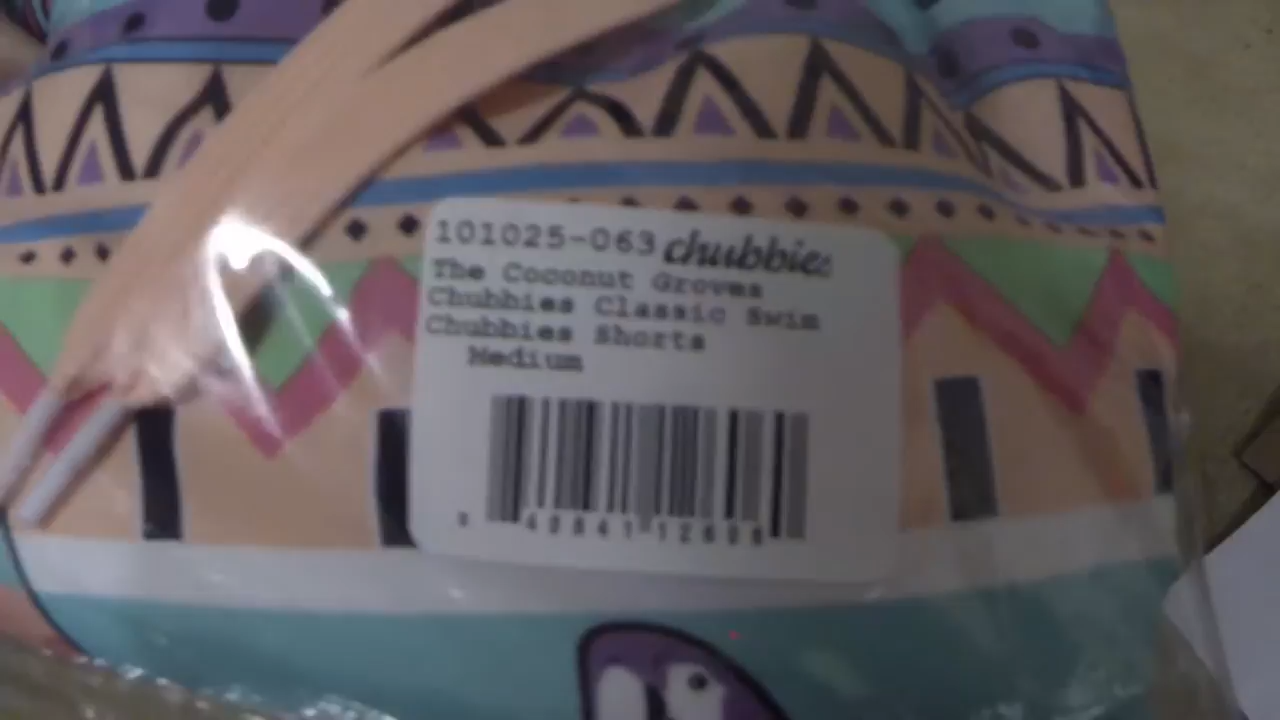 101025-063 chubbies
The Coconut Groves
Chubbies Classic Swim
Chubbies Shorts
Medium